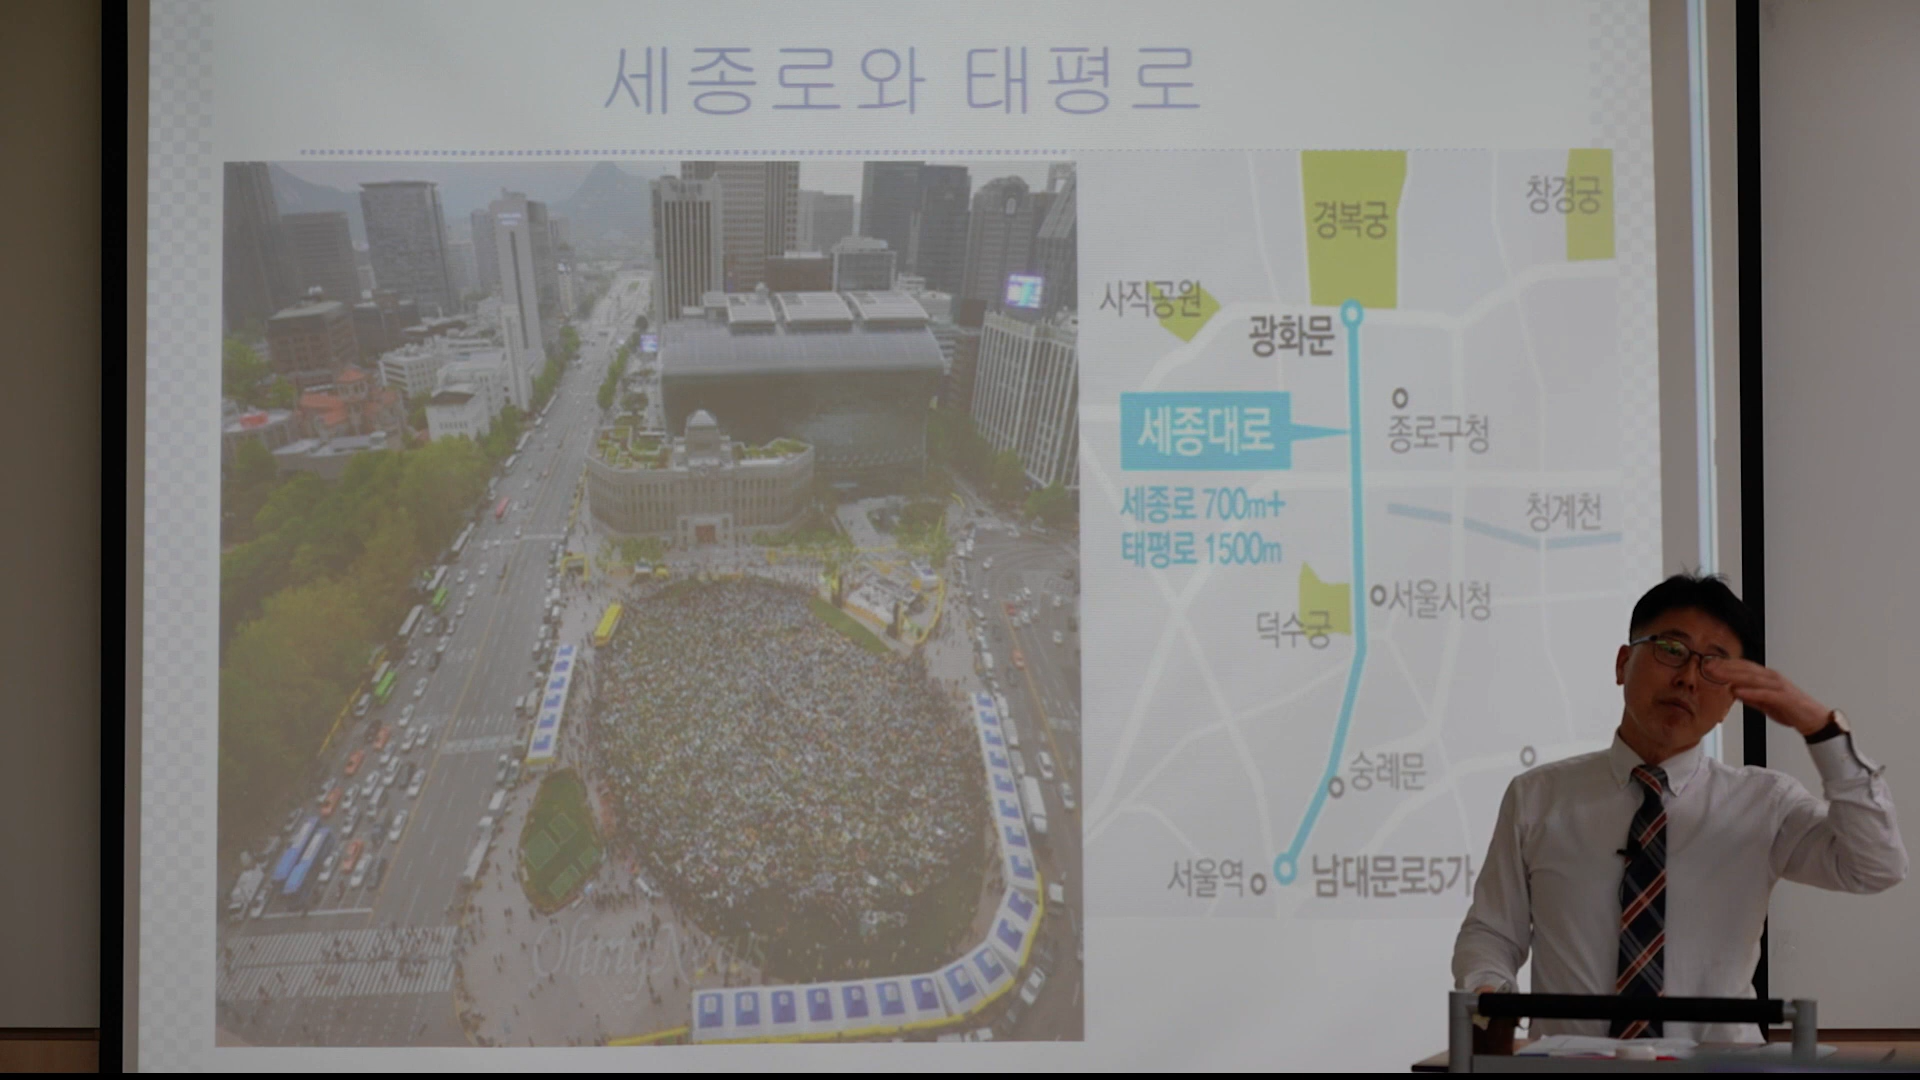 세종로와 태평로
경복궁
창경궁
사직공원
광화문
세종대로
종로구청
세종로 700m+
태평로 1500m
청계천
서울시청
덕수궁
숭례문
서울역
남대문로5가
OhmyNews